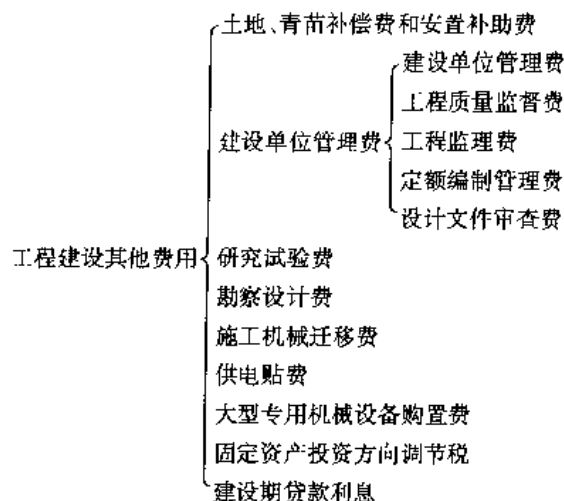 土地、青苗补偿费和安置补助费
建设单位管理费
工程质量监督费
建设单位管理费
工程监理费
定额编制管理费
设计文件审查费
工程建设其他费用
研究试验费
勘察设计费
施工机械迁移费
供电贴费
大型专用机械设备购置费
固定资产投资方向调节税
建设期贷款利息